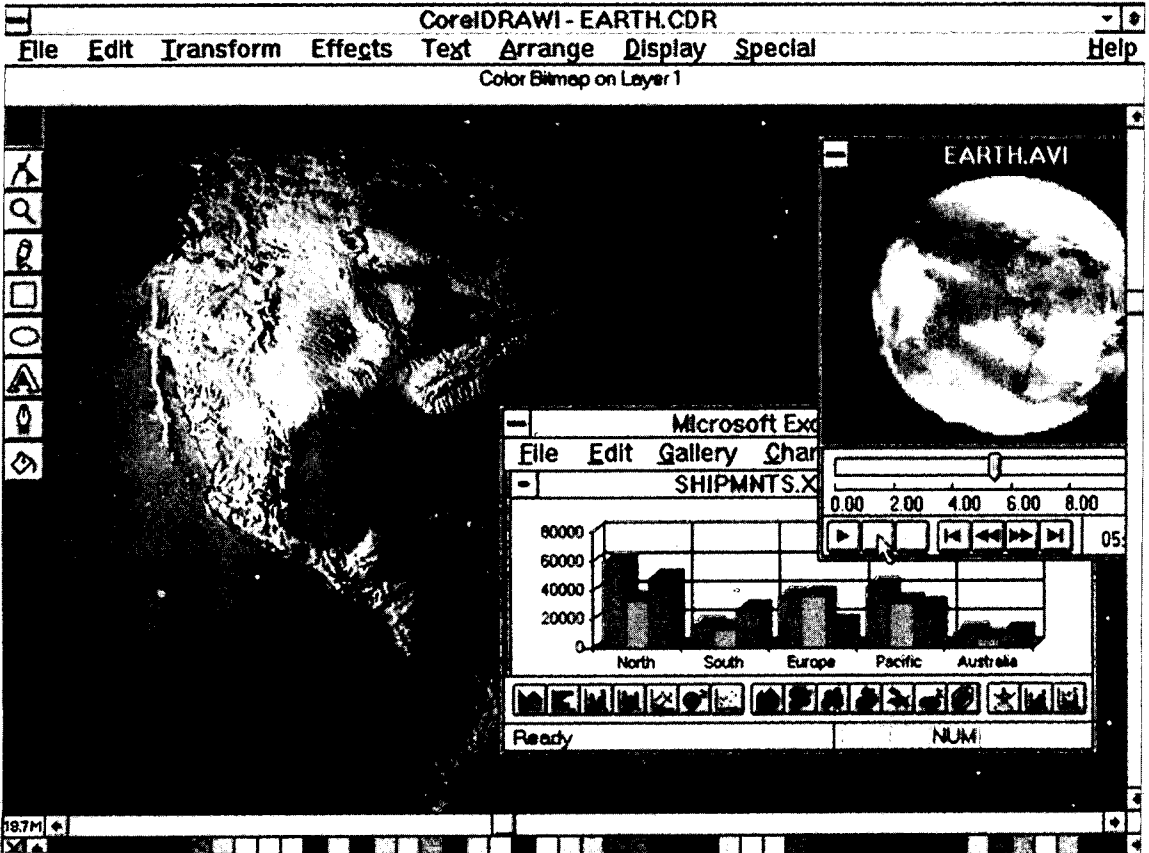 CorelDRAW! - EARTH.CDR
File Edit Transform Effects Text Arrange Display Special Help
Color Bitmap on Layer 1
EARTH.AVI
0.00 2.00 4.00 6.00 8.00
05:
Microsoft Exc
File Edit Gallery Char
SHIPMNTS.X
80000
60000
40000
20000
0
North South Europe Pacific Australia
Ready NUM
19.7M